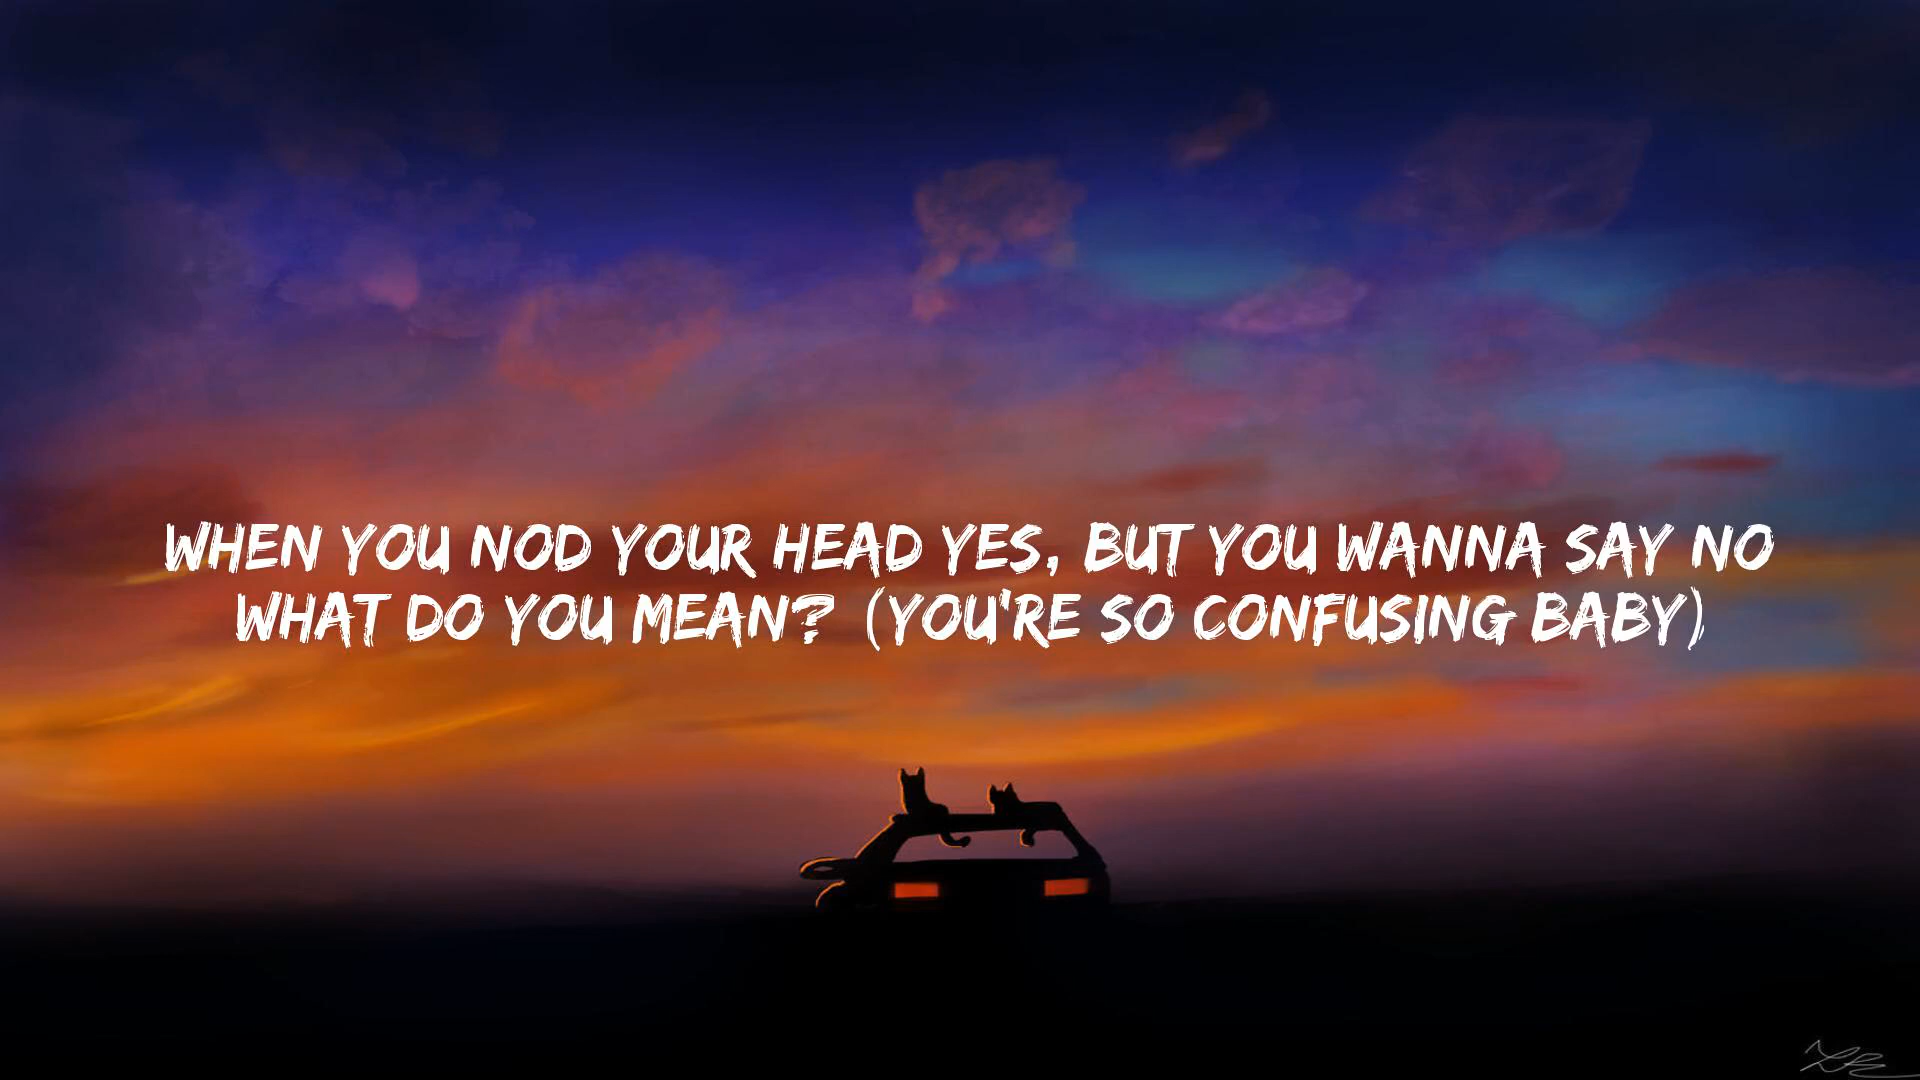 WHEN YOU NOD YOUR HEAD YES, BUT YOU WANNA SAY NO
WHAT DO YOU MEAN? (YOU'RE SO CONFUSING BABY)